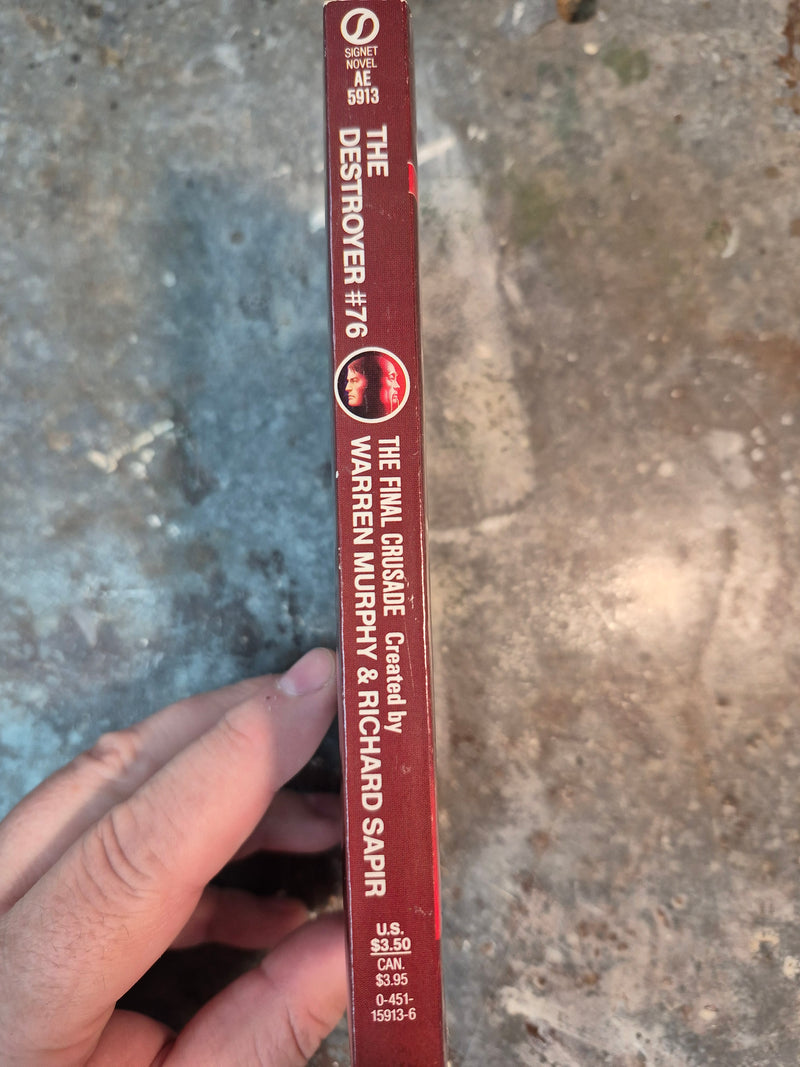 SIGNET
NOVEL
AE
5913
THE
DESTROYER #76
THE FINAL CRUSADE Created by
WARREN MURPHY & RICHARD SAPIR
U.S.
$3.50
CAN.
$3.95
0-451-
15913-6